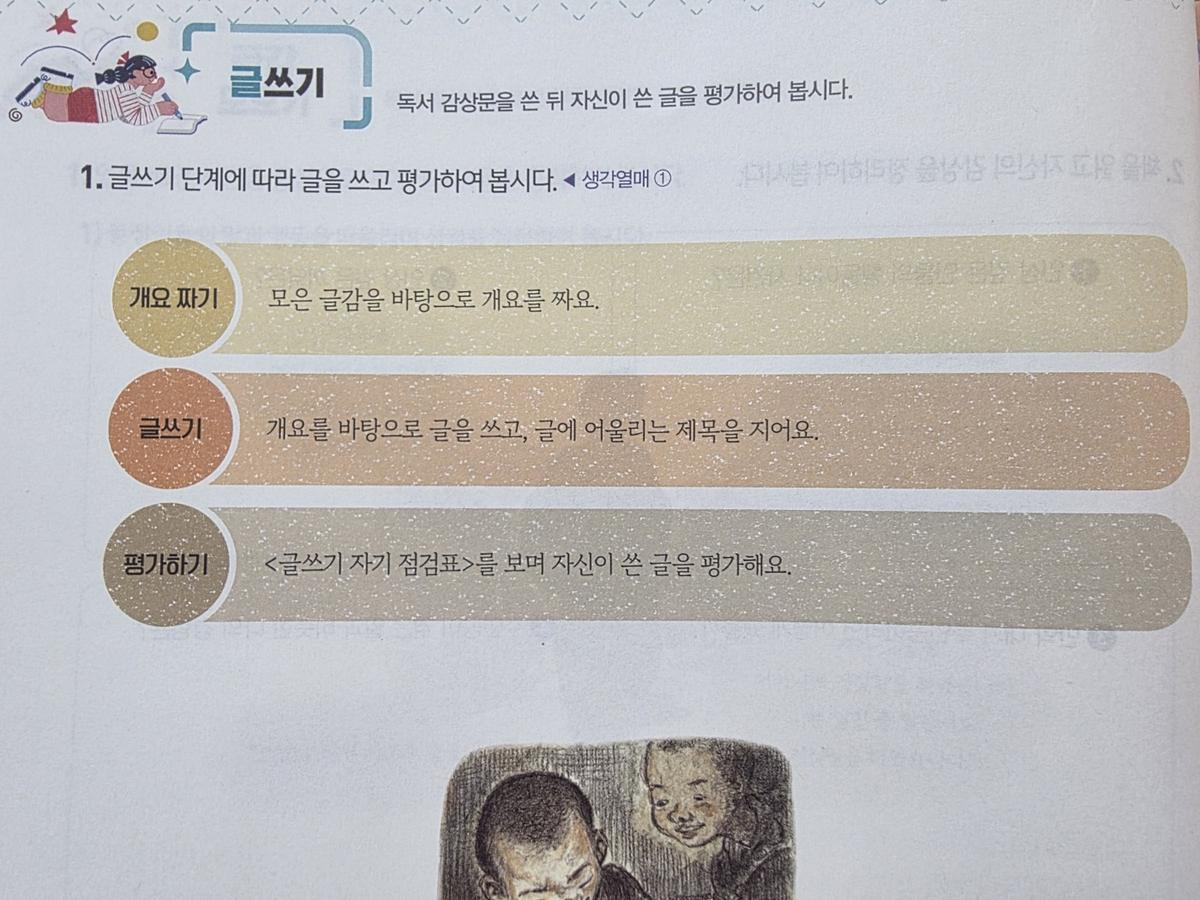 글쓰기
독서 감상문을 쓴 뒤 자신이 쓴 글을 평가하여 봅시다.
1. 글쓰기 단계에 따라 글을 쓰고 평가하여 봅시다. ◀ 생각열매 ①
개요 짜기
모은 글감을 바탕으로 개요를 짜요.
글쓰기
개요를 바탕으로 글을 쓰고, 글에 어울리는 제목을 지어요.
평가하기
<글쓰기 자기 점검표>를 보며 자신이 쓴 글을 평가해요.